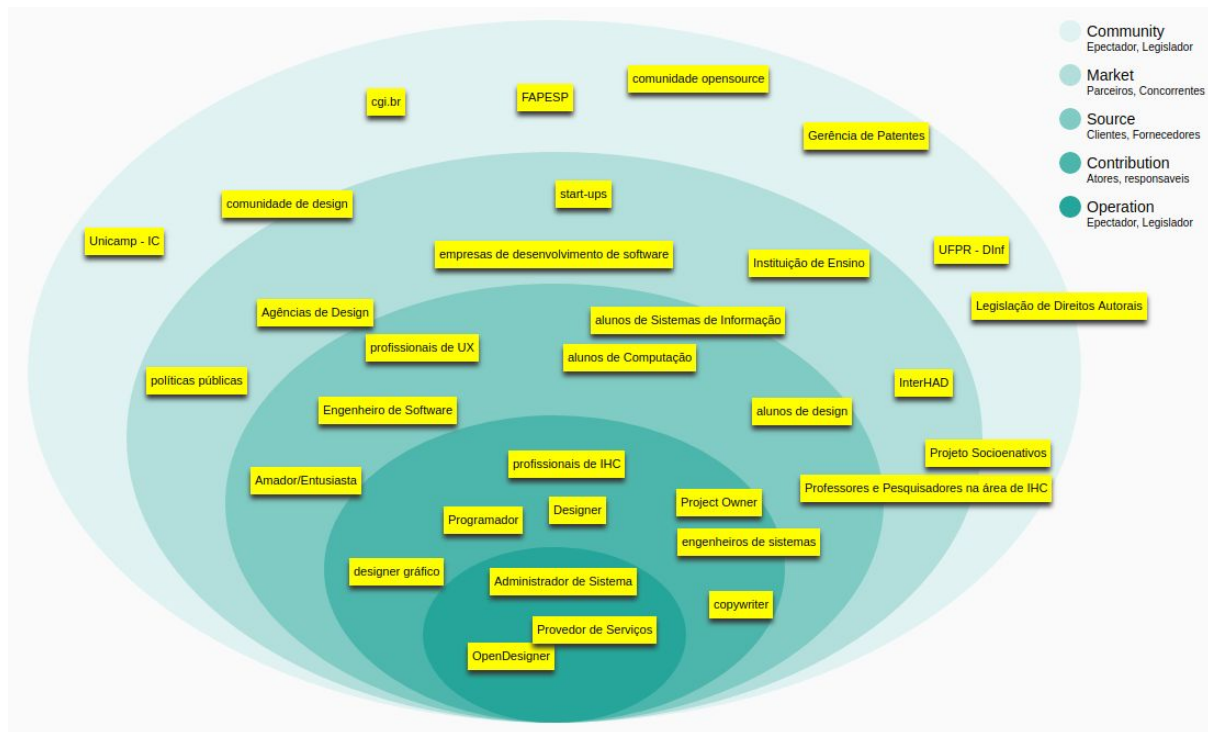 Community
Epectador, Legislador
Market
Parceiros, Concorrentes
Source
Clientes, Fornecedores
Contribution
Atores, responsaveis
Operation
Epectador, Legislador
comunidade opensource
FAPESP
cgi.br
Gerência de Patentes
start-ups
comunidade de design
Unicamp - IC
empresas de desenvolvimento de software
UFPR - DInf
Instituição de Ensino
Legislação de Direitos Autorais
Agências de Design
alunos de Sistemas de Informação
profissionais de UX
alunos de Computação
políticas públicas
InterHAD
Engenheiro de Software
alunos de design
Projeto Socioenativos
profissionais de IHC
Amador/Entusiasta
Professores e Pesquisadores na área de IHC
Project Owner
Designer
Programador
engenheiros de sistemas
designer gráfico
Administrador de Sistema
copywriter
Provedor de Serviços
OpenDesigner